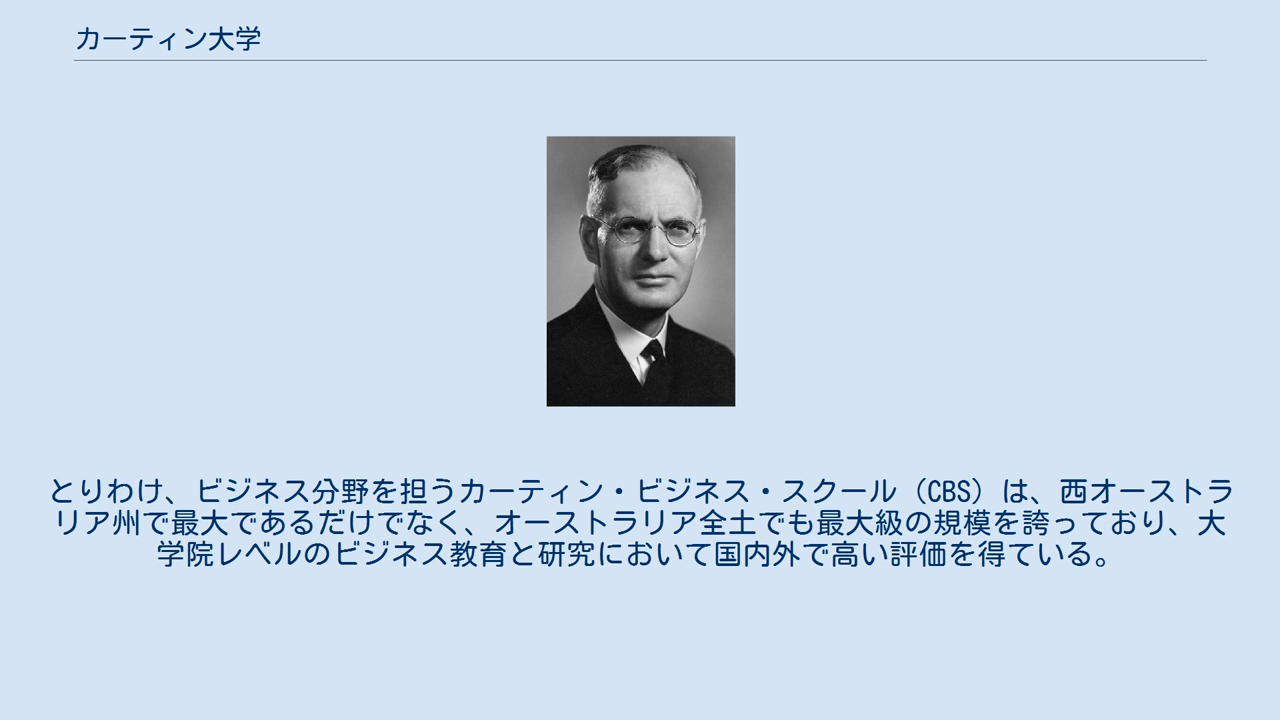 カーティン大学
とりわけ、ビジネス分野を担うカーティン・ビジネス・スクール（CBS）は、西オーストラ
リア州で最大であるだけでなく、オーストラリア全土でも最大級の規模を誇っており、大
学院レベルのビジネス教育と研究において国内外で高い評価を得ている。